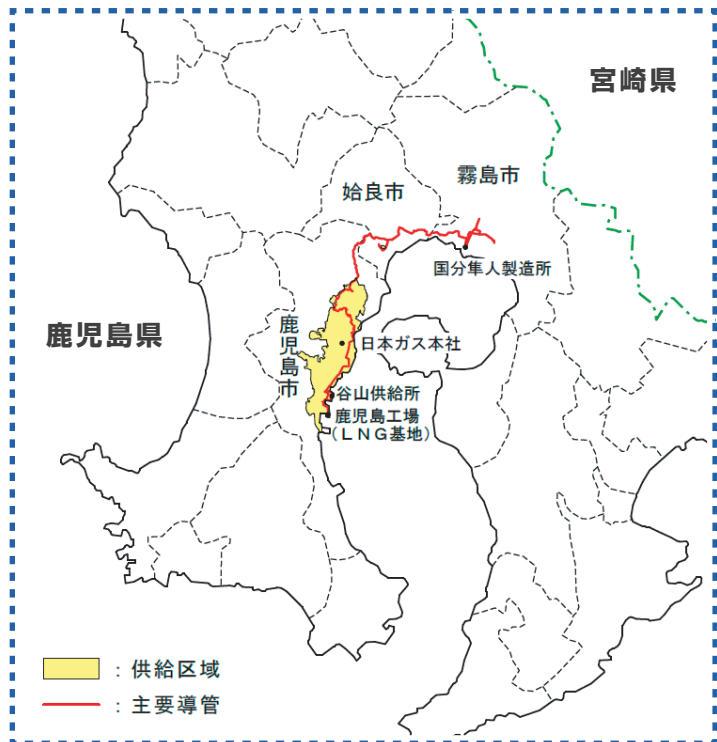 宮崎県
霧島市
姶良市
国分隼人製造所
鹿児島県
鹿児島市
日本ガス本社
谷山供給所
鹿児島工場
(LNG基地)
：供給区域
：主要導管